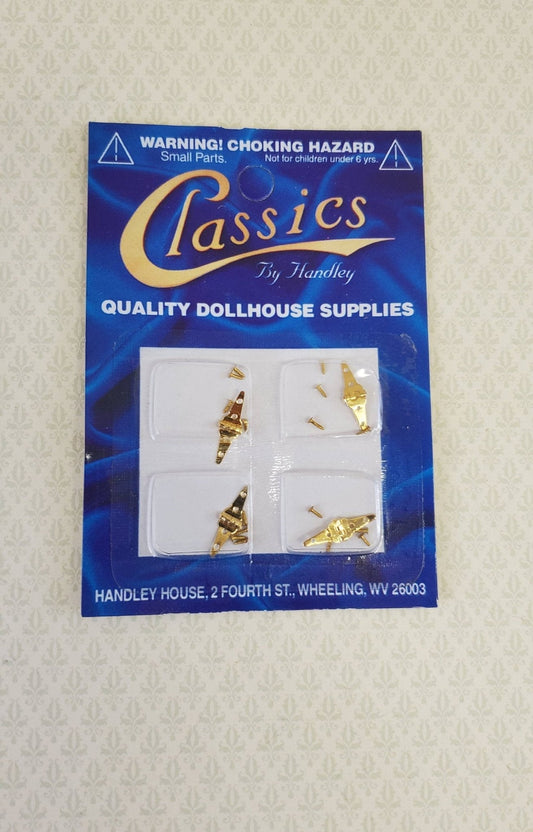 WARNING! CHOKING HAZARD
Small Parts. Not for children under 6 yrs.
Classics
By Handley
QUALITY DOLLHOUSE SUPPLIES
HANDLEY HOUSE, 2 FOURTH ST., WHEELING, WV 26003